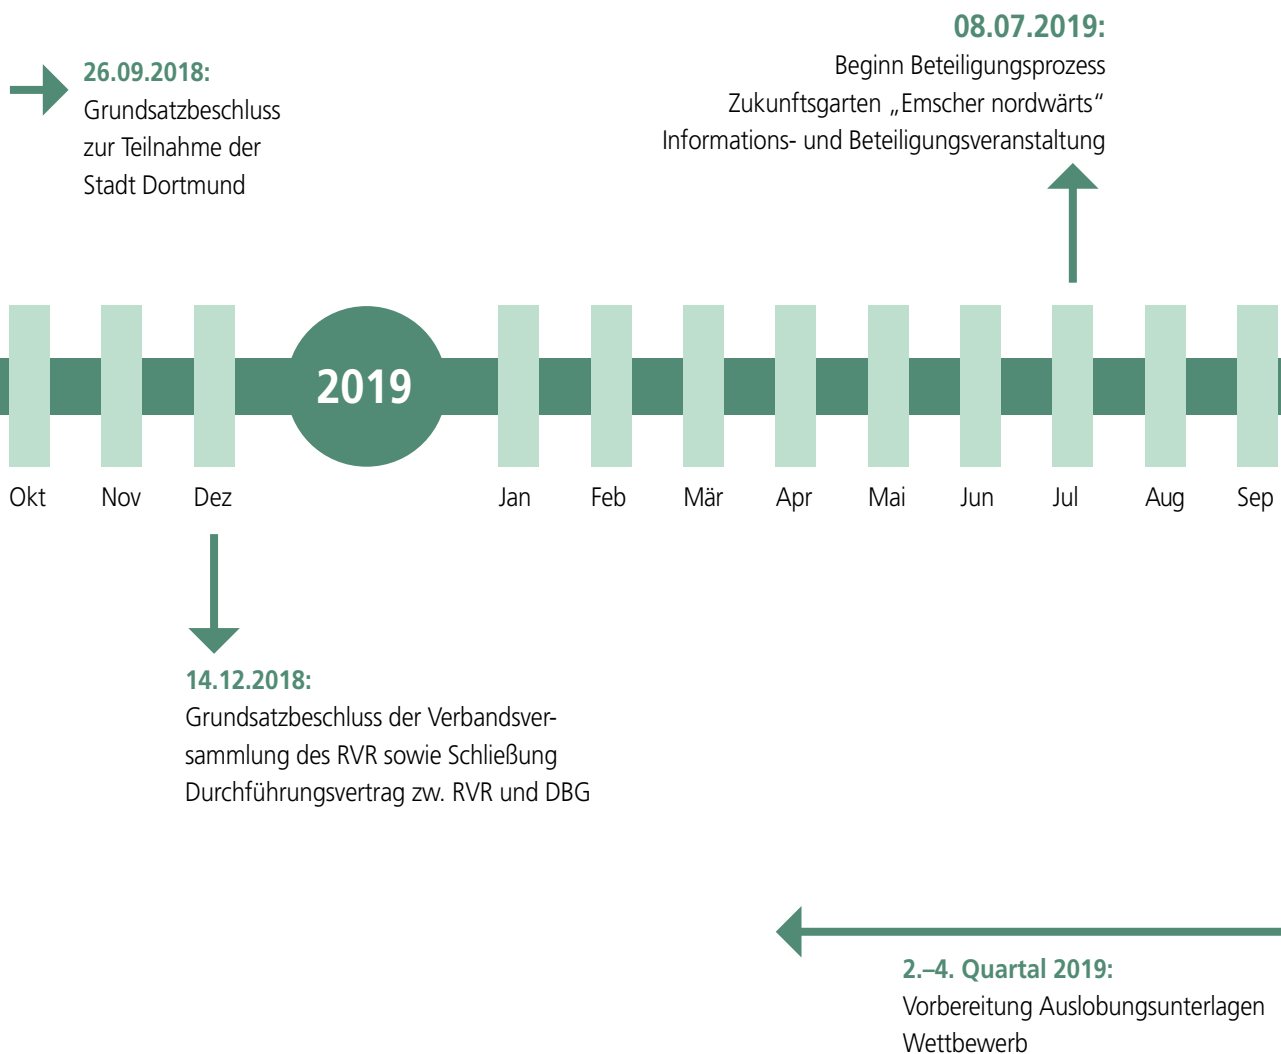 26.09.2018:
Grundsatzbeschluss
zur Teilnahme der
Stadt Dortmund
08.07.2019:
Beginn Beteiligungsprozess
Zukunftsgarten „Emscher nordwärts“
Informations- und Beteiligungsveranstaltung
2019
Okt Nov Dez Jan Feb Mär Apr Mai Jun Jul Aug Sep
14.12.2018:
Grundsatzbeschluss der Verbandsver-
sammlung des RVR sowie Schließung
Durchführungsvertrag zw. RVR und DBG
2.–4. Quartal 2019:
Vorbereitung Auslobungsunterlagen
Wettbewerb